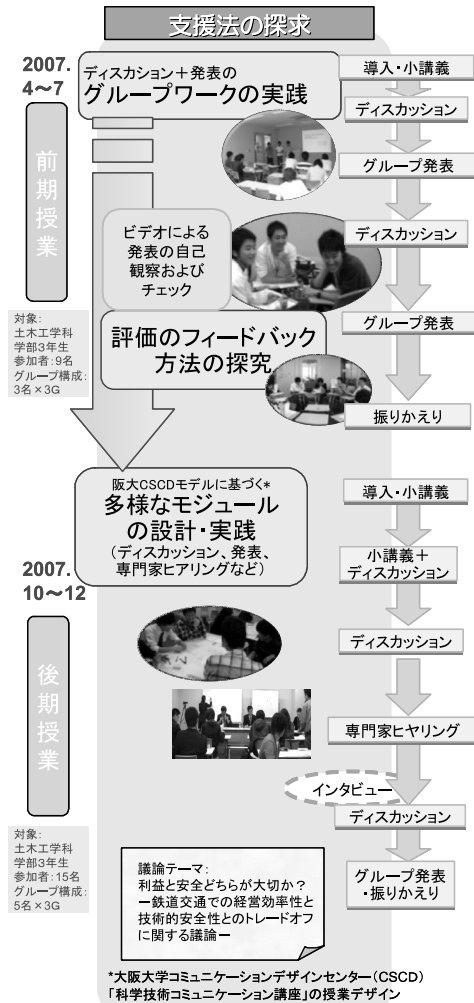 支援法の探求
2007.
4～7
前期授業
対象:
土木工学科
学部3年生
参加者:9名
グループ構成:
3名×3G
ディスカション＋発表の
グループワークの実践
ビデオによる
発表の自己
観察および
チェック
評価のフィードバック
方法の探究
導入・小講義
ディスカッション
グループ発表
ディスカッション
グループ発表
振りかえり
阪大CSCDモデルに基づく*
多様なモジュール
の設計・実践
(ディスカッション、発表、
専門家ヒアリングなど)
2007.
10～12
後期授業
対象:
土木工学科
学部3年生
参加者:15名
グループ構成:
5名×3G
導入・小講義
小講義＋
ディスカッション
ディスカッション
専門家ヒヤリング
インタビュー
ディスカッション
グループ発表
・振りかえり
議論テーマ:
利益と安全どちらが大切か？
ー鉄道交通での経営効率性と
技術的安全性とのトレードオフ
に関する議論ー
*大阪大学コミュニケーションデザインセンター(CSCD)
「科学技術コミュニケーション講座」の授業デザイン